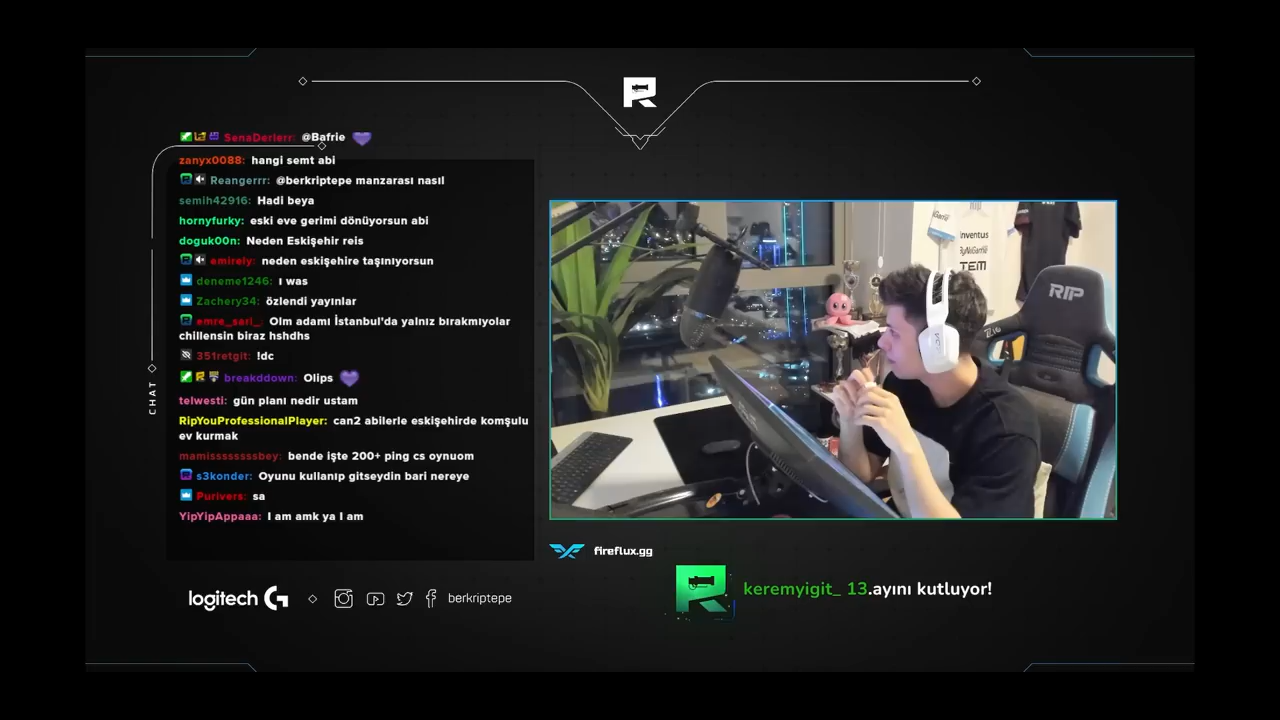 SenaDerlerr: @Bafrie
zanyx0088: hangi semt abi
Reangerrr: @berkriptepe manzarası nasıl
semih42916: Hadi beya
hornyfurky: eski eve gerimi dönüyorsun abi
doguk00n: Neden Eskişehir reis
emirely: neden eskişehire taşınıyorsun
deneme1246: ı was
Zachery34: özlendi yayınlar
emre_sari_: Olm adamı İstanbul'da yalnız bırakmıyolar
chillensin biraz hshdhs
351retgit: !dc
breakddown: Olips
telwesti: gün planı nedir ustam
RipYouProfessionalPlayer: can2 abilerle eskişehirde komşulu
ev kurmak
mamisssssssbey: bende işte 200+ ping cs oynuom
s3konder: Oyunu kullanıp gitseydin bari nereye
Purivers: sa
YipYipAppaaa: I am amk ya I am
CHAT
Inventus
TEM
RIP
fireflux.gg
logitech G
berkriptepe
keremyigit_ 13.ayını kutluyor!